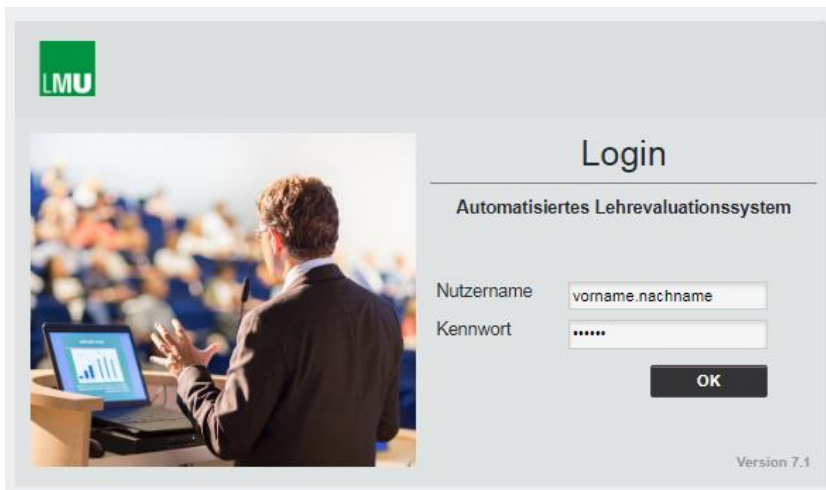 LMU
Login
Automatisiertes Lehrevaluationssystem
Nutzername vorname.nachname
Kennwort ••••••
OK
Version 7.1